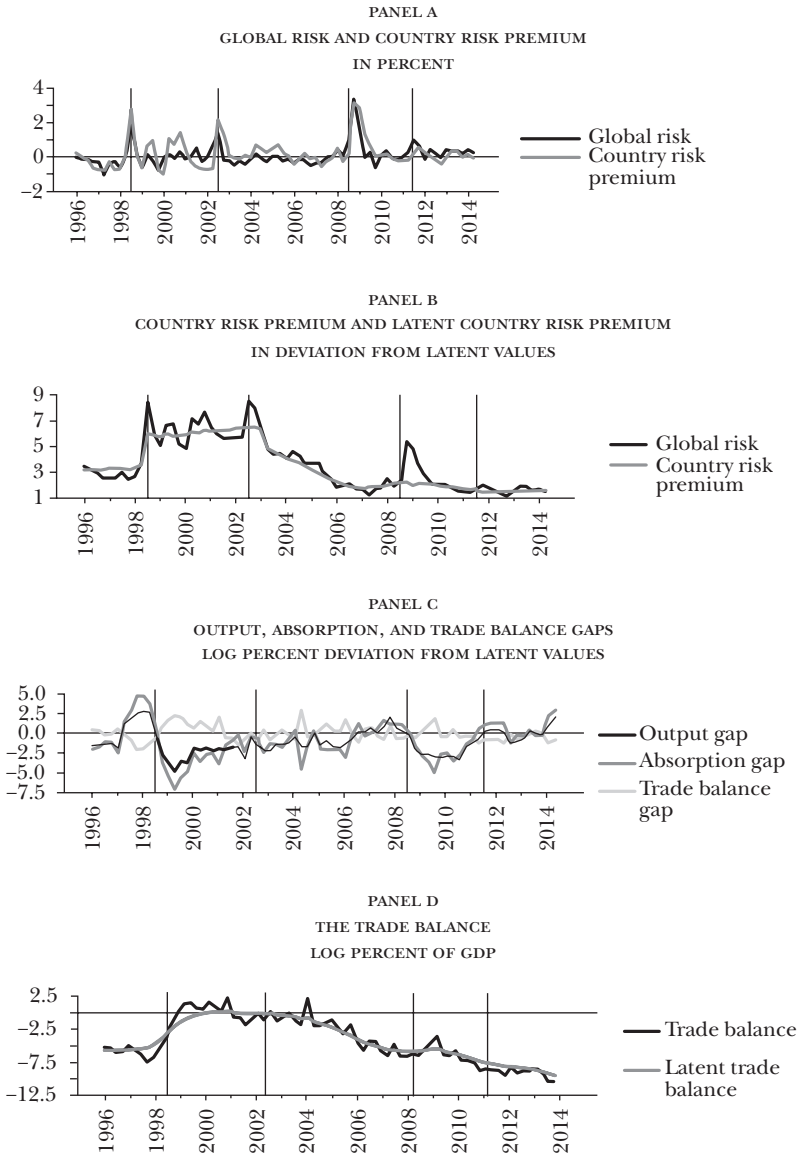 PANEL A
GLOBAL RISK AND COUNTRY RISK PREMIUM
IN PERCENT
4
2
0
−2
1996
1998
2000
2002
2004
2006
2008
2010
2012
2014
Global risk
Country risk
premium
PANEL B
COUNTRY RISK PREMIUM AND LATENT COUNTRY RISK PREMIUM
IN DEVIATION FROM LATENT VALUES
9
7
5
3
1
1996
1998
2000
2002
2004
2006
2008
2010
2012
2014
Global risk
Country risk
premium
PANEL C
OUTPUT, ABSORPTION, AND TRADE BALANCE GAPS
LOG PERCENT DEVIATION FROM LATENT VALUES
5.0
2.5
0.0
−2.5
−5.0
−7.5
1996
1998
2000
2002
2004
2006
2008
2010
2012
2014
Output gap
Absorption gap
Trade balance
gap
PANEL D
THE TRADE BALANCE
LOG PERCENT OF GDP
2.5
−2.5
−7.5
−12.5
1996
1998
2000
2002
2004
2006
2008
2010
2012
2014
Trade balance
Latent trade
balance